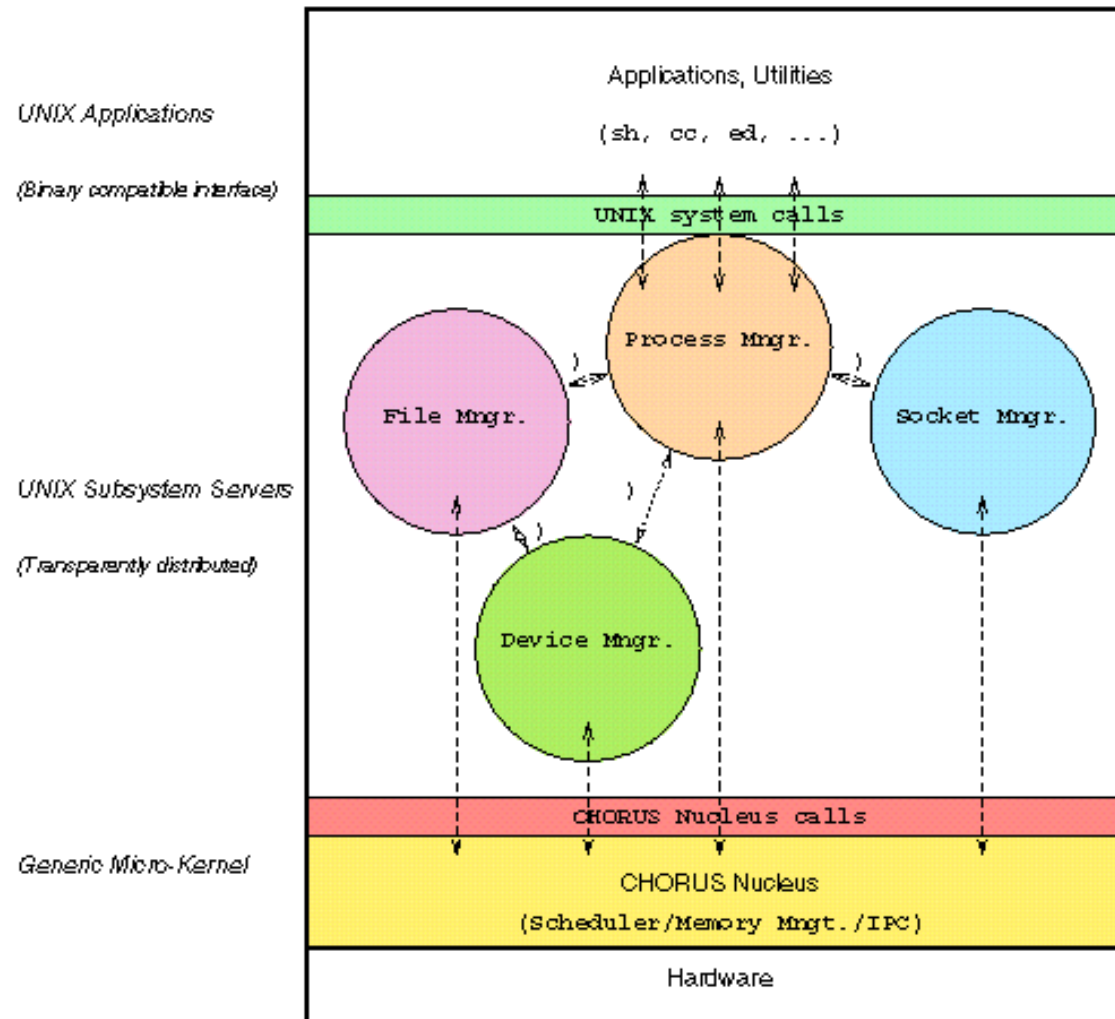 Applications, Utilities
UNIX Applications
(sh, cc, ed, ...)
(Binary compatible interface)
UNIX system calls
Process Mngr.
)
)
File Mngr.
Socket Mngr.
UNIX Subsystem Servers
)
)
(Transparently distributed)
Device Mngr.
CHORUS Nucleus calls
Generic Micro-Kernel
CHORUS Nucleus
(Scheduler/Memory Mngt./IPC)
Hardware